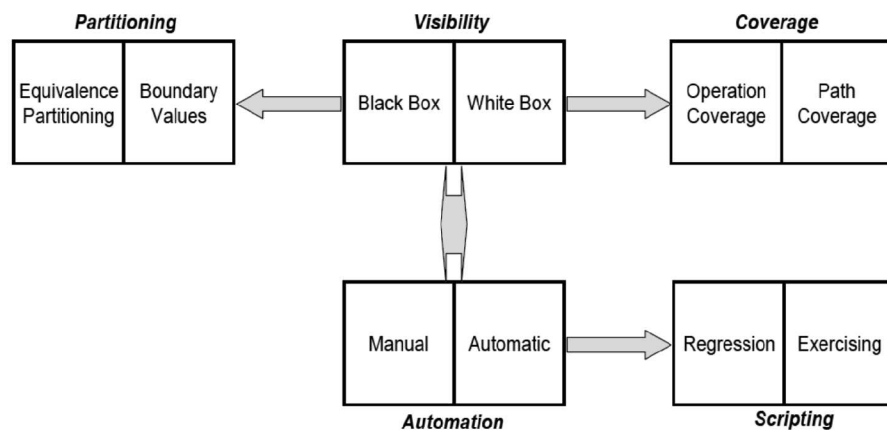 Partitioning
Visibility
Coverage
Equivalence
Partitioning
Boundary
Values
Black Box
White Box
Operation
Coverage
Path
Coverage
Manual
Automatic
Regression
Exercising
Automation
Scripting